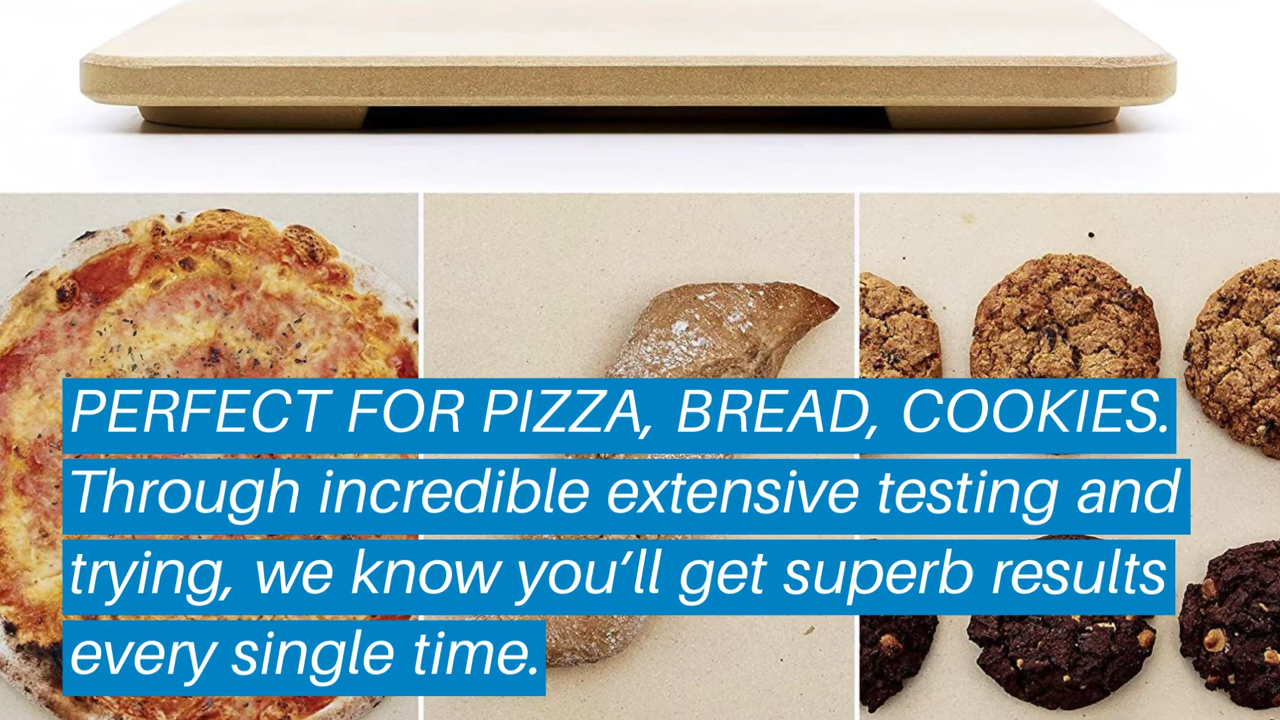 PERFECT FOR PIZZA, BREAD, COOKIES.
Through incredible extensive testing and
trying, we know you’ll get superb results
every single time.